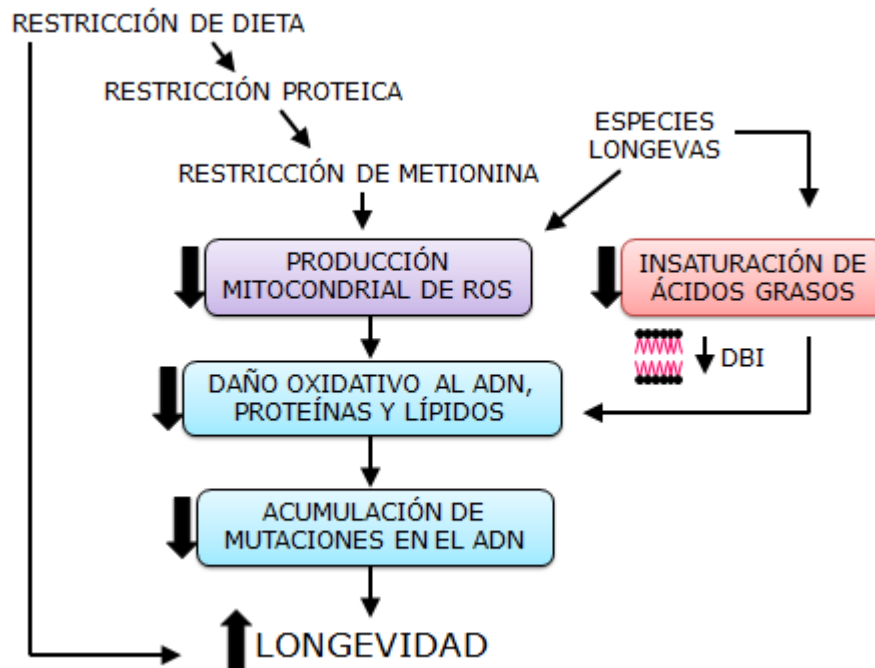 RESTRICCIÓN DE DIETA
RESTRICCIÓN PROTEICA
ESPECIES
LONGEVAS
RESTRICCIÓN DE METIONINA
PRODUCCIÓN
MITOCONDRIAL DE ROS
INSATURACIÓN DE
ÁCIDOS GRASOS
DBI
DAÑO OXIDATIVO AL ADN,
PROTEÍNAS Y LÍPIDOS
ACUMULACIÓN DE
MUTACIONES EN EL ADN
LONGEVIDAD